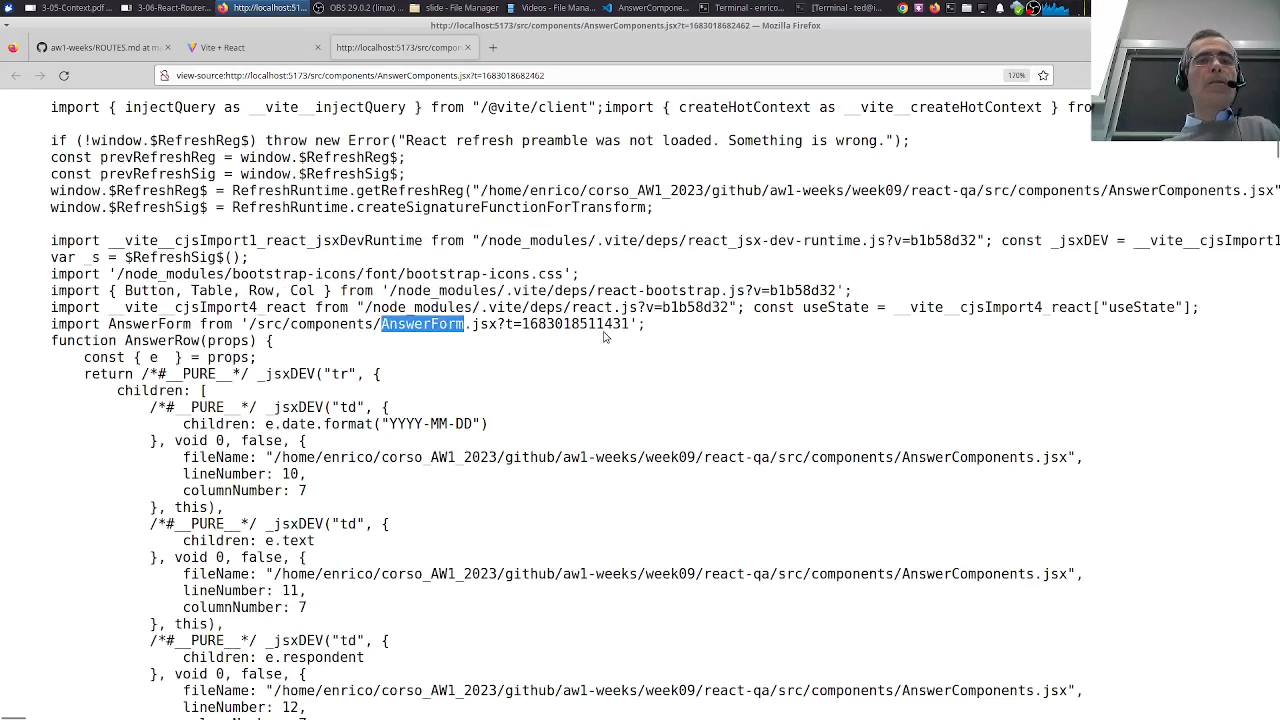 3-05-Context.pdf ...
3-06-React-Router...
http://localhost:51...
OBS 29.0.2 (linux) ...
slide - File Manager
Videos - File Mana...
AnswerComponents...
Terminal - enrico...
[Terminal - ted@e...
http://localhost:5173/src/components/AnswerComponents.jsx?t=1683018682462 — Mozilla Firefox
aw1-weeks/ROUTES.md at m
Vite + React
http://localhost:5173/src/compon
view-source:http://localhost:5173/src/components/AnswerComponents.jsx?t=1683018682462
170%
import { injectQuery as __vite__injectQuery } from "/@vite/client";import { createHotContext as __vite__createHotContext } from
if (!window.$RefreshReg$) throw new Error("React refresh preamble was not loaded. Something is wrong.");
const prevRefreshReg = window.$RefreshReg$;
const prevRefreshSig = window.$RefreshSig$;
window.$RefreshReg$ = RefreshRuntime.getRefreshReg("/home/enrico/corso_AW1_2023/github/aw1-weeks/week09/react-qa/src/components/AnswerComponents.jsx"
window.$RefreshSig$ = RefreshRuntime.createSignatureFunctionForTransform;
import __vite__cjsImport1_react_jsxDevRuntime from "/node_modules/.vite/deps/react_jsx-dev-runtime.js?v=b1b58d32"; const _jsxDEV = __vite__cjsImport1
var _s = $RefreshSig$();
import '/node_modules/bootstrap-icons/font/bootstrap-icons.css';
import { Button, Table, Row, Col } from '/node_modules/.vite/deps/react-bootstrap.js?v=b1b58d32';
import __vite__cjsImport4_react from "/node_modules/.vite/deps/react.js?v=b1b58d32"; const useState = __vite__cjsImport4_react["useState"];
import AnswerForm from '/src/components/AnswerForm.jsx?t=1683018511431';
function AnswerRow(props) {
const { e  } = props;
return /*#__PURE__*/ _jsxDEV("tr", {
children: [
/*#__PURE__*/ _jsxDEV("td", {
children: e.date.format("YYYY-MM-DD")
}, void 0, false, {
fileName: "/home/enrico/corso_AW1_2023/github/aw1-weeks/week09/react-qa/src/components/AnswerComponents.jsx",
lineNumber: 10,
columnNumber: 7
}, this),
/*#__PURE__*/ _jsxDEV("td", {
children: e.text
}, void 0, false, {
fileName: "/home/enrico/corso_AW1_2023/github/aw1-weeks/week09/react-qa/src/components/AnswerComponents.jsx",
lineNumber: 11,
columnNumber: 7
}, this),
/*#__PURE__*/ _jsxDEV("td", {
children: e.respondent
}, void 0, false, {
fileName: "/home/enrico/corso_AW1_2023/github/aw1-weeks/week09/react-qa/src/components/AnswerComponents.jsx",
lineNumber: 12,